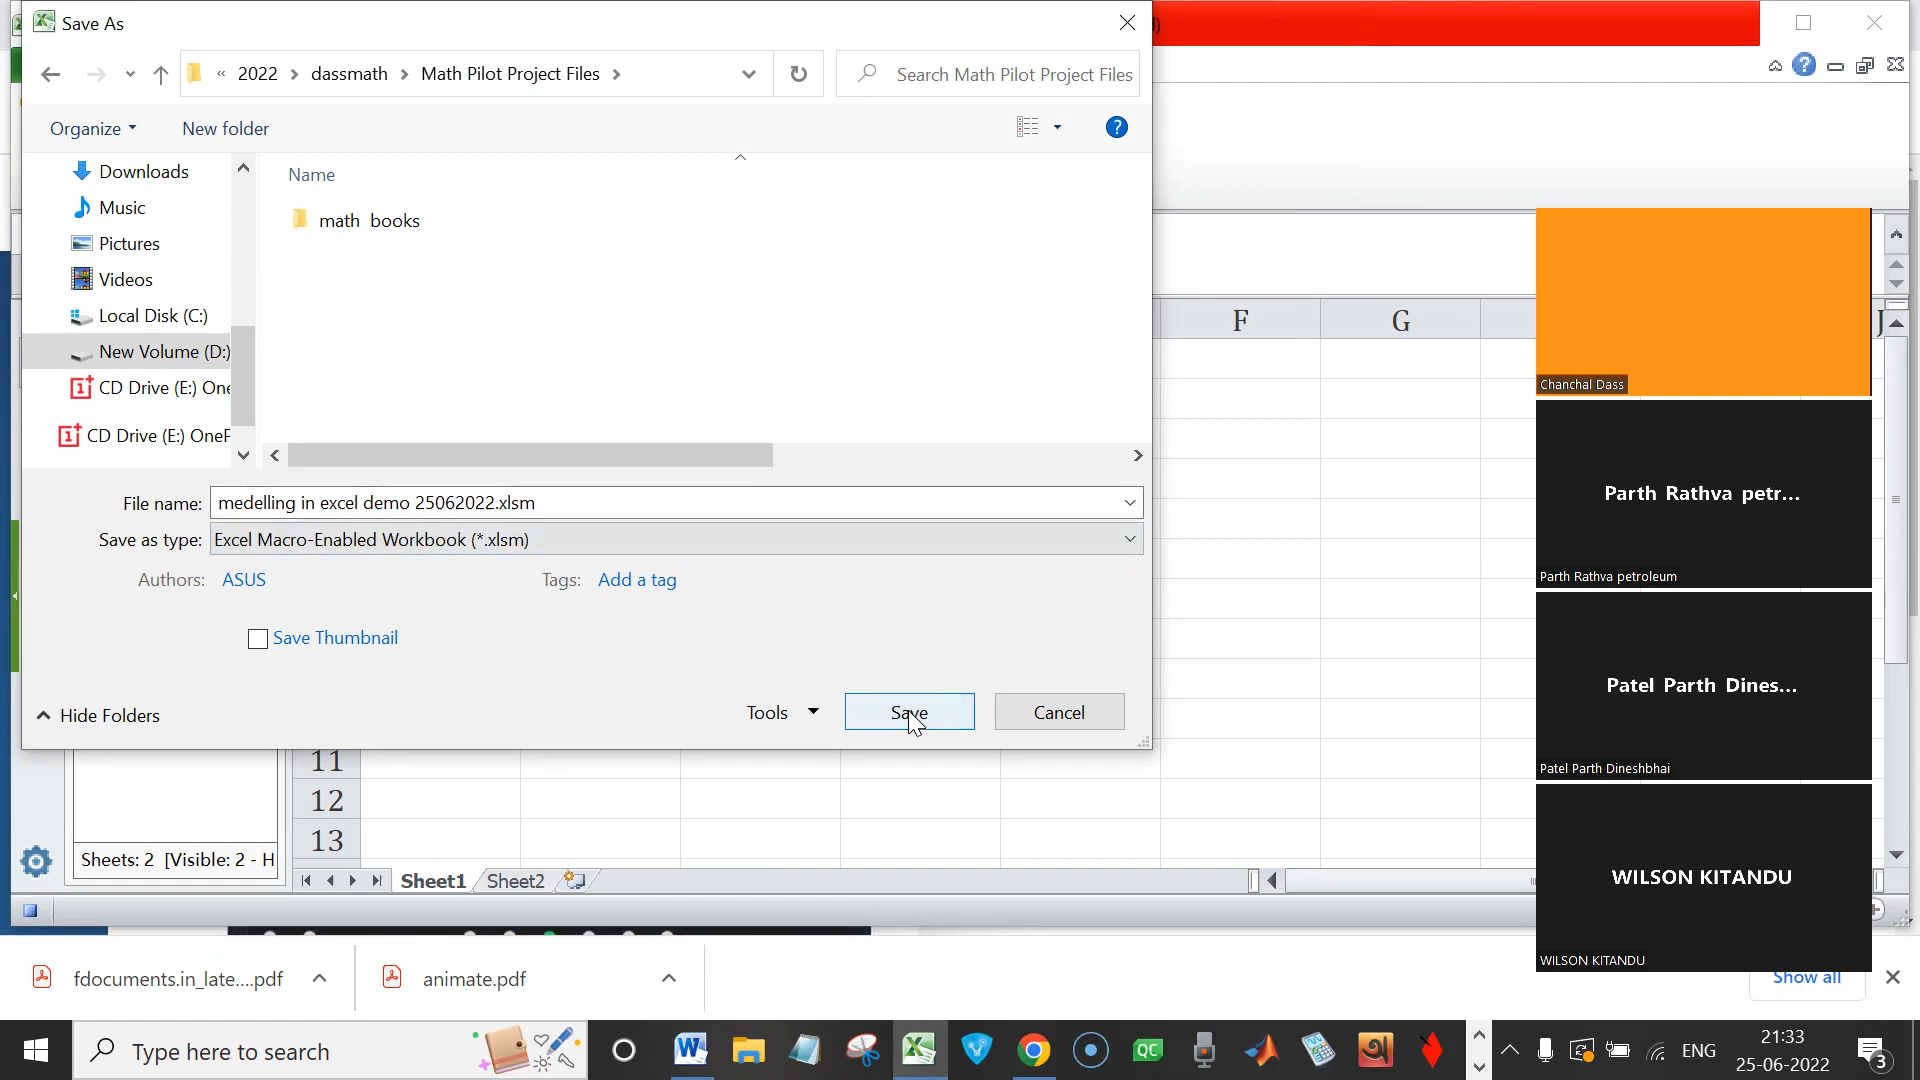 Save As
« 2022 > dassmath > Math Pilot Project Files >
Search Math Pilot Project Files
Organize
New folder
Downloads
Music
Pictures
Videos
Local Disk (C:)
New Volume (D:)
CD Drive (E:) One
CD Drive (E:) OneP
Name
math books
File name: medelling in excel demo 25062022.xlsm
Save as type: Excel Macro-Enabled Workbook (*.xlsm)
Authors: ASUS
Tags: Add a tag
Save Thumbnail
Hide Folders
Tools
Save
Cancel
F G J
11
12
13
Sheets: 2 [Visible: 2 - H
Sheet1
Sheet2
Chanchal Dass
Parth Rathva petr...
Parth Rathva petroleum
Patel Parth Dines...
Patel Parth Dineshbhai
WILSON KITANDU
WILSON KITANDU
fdocuments.in_late....pdf
animate.pdf
Show all
Type here to search
QC
ENG
21:33
25-06-2022
3